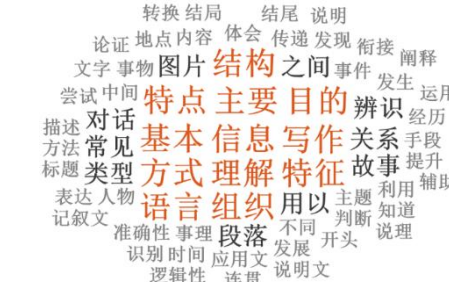 转换 结局 结尾 说明
论证 地点 内容 体会 传递 发现 衔接
文字 事物 图片 结构 之间 事件 阐释
尝试 中间 特点 主要 目的 辨识 发生 运用
描述 对话 基本 信息 写作 关系 经历
方法 常见 手段
标题 类型 方式 理解 特征 故事 提升
表达 人物 语言 组织 用以 主题 利用 辅助
记叙文 判断 知道
准确性 事理 段落 不同 开头 说理
识别 时间 应用文 发展
逻辑性 连贯 说明文